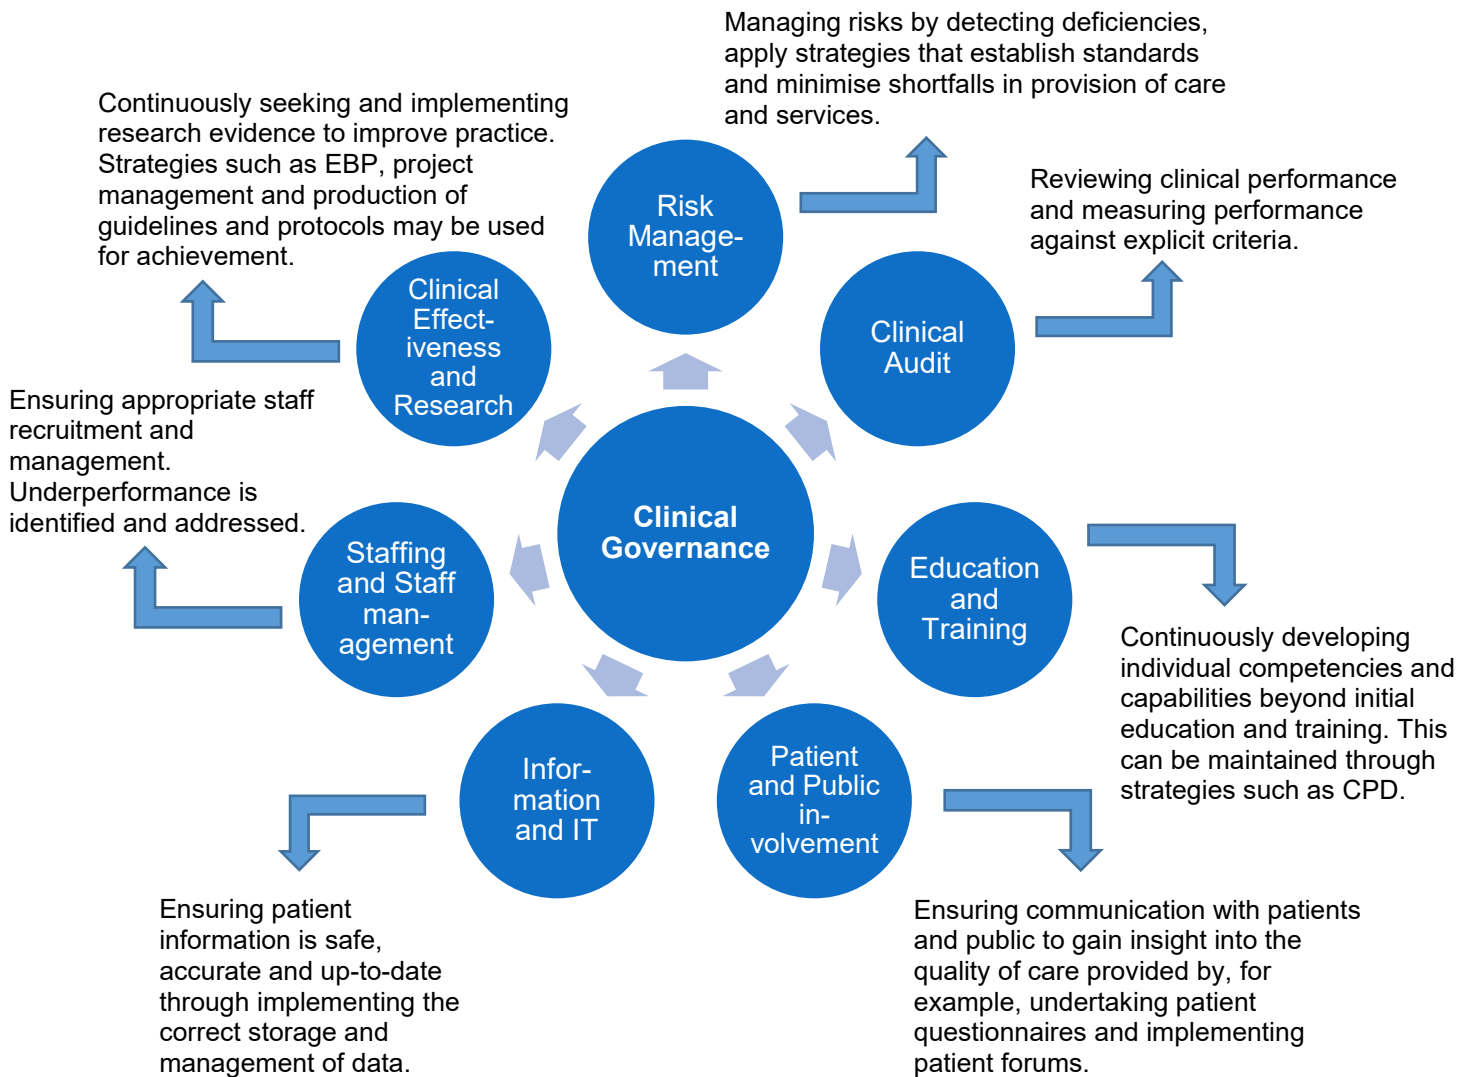 Managing risks by detecting deficiencies,
apply strategies that establish standards
and minimise shortfalls in provision of care
and services.
Continuously seeking and implementing
research evidence to improve practice.
Strategies such as EBP, project
management and production of
guidelines and protocols may be used
for achievement.
Risk
Manage-
ment
Reviewing clinical performance
and measuring performance
against explicit criteria.
Clinical
Effect-
iveness
and
Research
Clinical
Audit
Ensuring appropriate staff
recruitment and
management.
Underperformance is
identified and addressed.
Clinical
Governance
Staffing
and Staff
man-
agement
Education
and
Training
Continuously developing
individual competencies and
capabilities beyond initial
education and training. This
can be maintained through
strategies such as CPD.
Infor-
mation
and IT
Patient
and Public
in-
volvement
Ensuring patient
information is safe,
accurate and up-to-date
through implementing the
correct storage and
management of data.
Ensuring communication with patients
and public to gain insight into the
quality of care provided by, for
example, undertaking patient
questionnaires and implementing
patient forums.